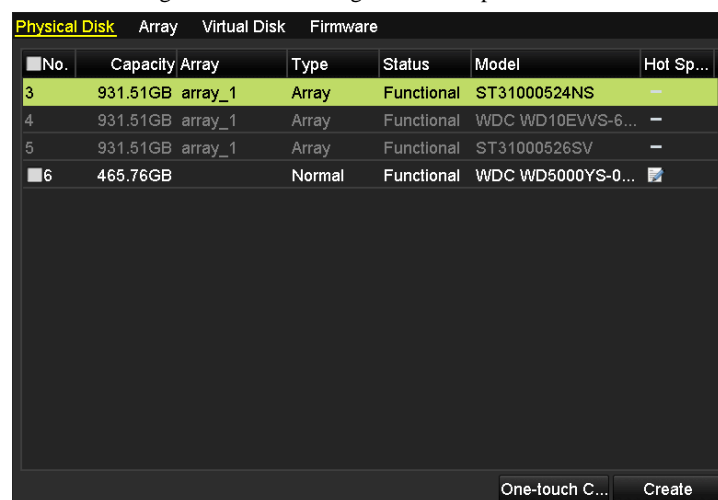 Physical Disk Array Virtual Disk Firmware
No. Capacity Array Type Status Model Hot Sp...
3 931.51GB array_1 Array Functional ST31000524NS –
4 931.51GB array_1 Array Functional WDC WD10EVVS-6... –
5 931.51GB array_1 Array Functional ST31000526SV –
6 465.76GB Normal Functional WDC WD5000YS-0...
One-touch C... Create